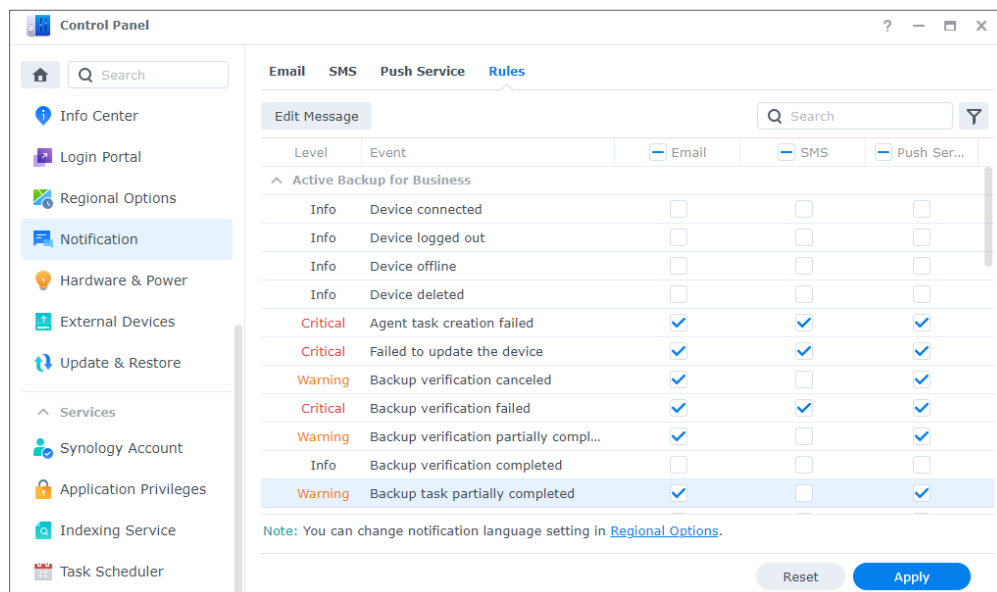 Control Panel
Search
Info Center
Login Portal
Regional Options
Notification
Hardware & Power
External Devices
Update & Restore
Services
Synology Account
Application Privileges
Indexing Service
Task Scheduler
Email SMS Push Service Rules
Edit Message Search
Level Event Email SMS Push Ser...
Active Backup for Business
Info Device connected
Info Device logged out
Info Device offline
Info Device deleted
Critical Agent task creation failed
Critical Failed to update the device
Warning Backup verification canceled
Critical Backup verification failed
Warning Backup verification partially compl...
Info Backup verification completed
Warning Backup task partially completed
Note: You can change notification language setting in Regional Options.
Reset Apply